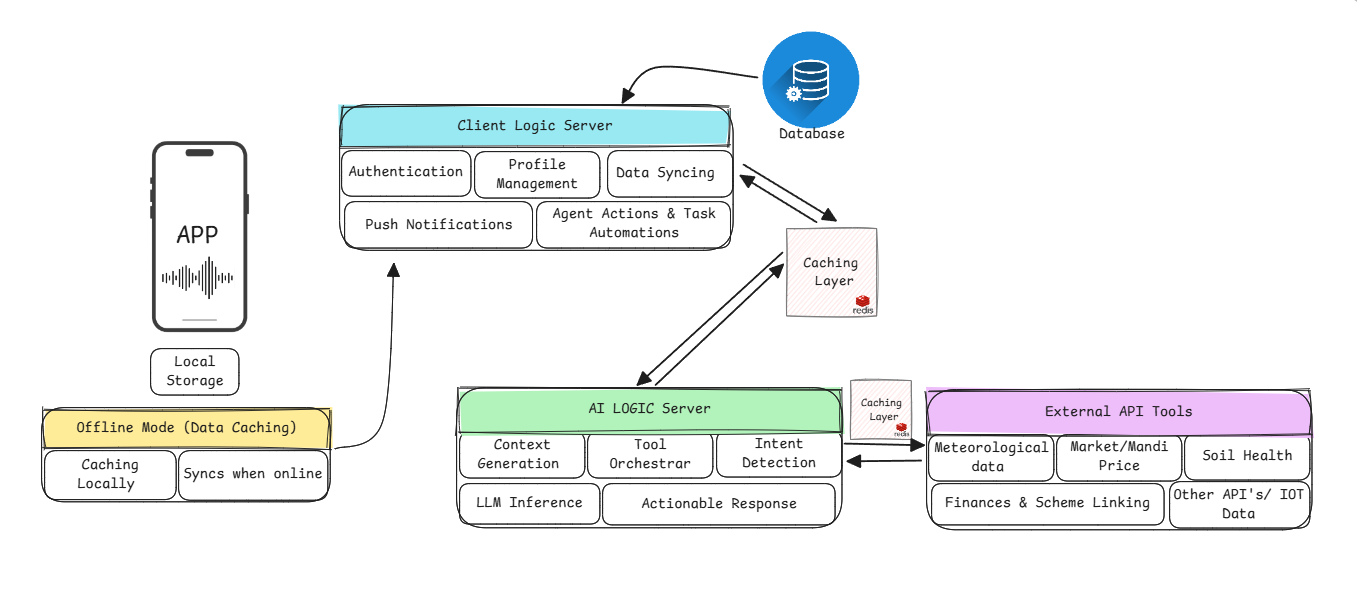 Database
Client Logic Server
Authentication
Profile
Management
Data Syncing
Push Notifications
Agent Actions & Task
Automations
APP
Caching
Layer
redis
Local
Storage
Offline Mode (Data Caching)
Caching
Locally
Syncs when online
AI LOGIC Server
Context
Generation
Tool
Orchestrar
Intent
Detection
LLM Inference
Actionable Response
Caching
Layer
redis
External API Tools
Meteorological
data
Market/Mandi
Price
Soil Health
Finances & Scheme Linking
Other API's/ IOT
Data